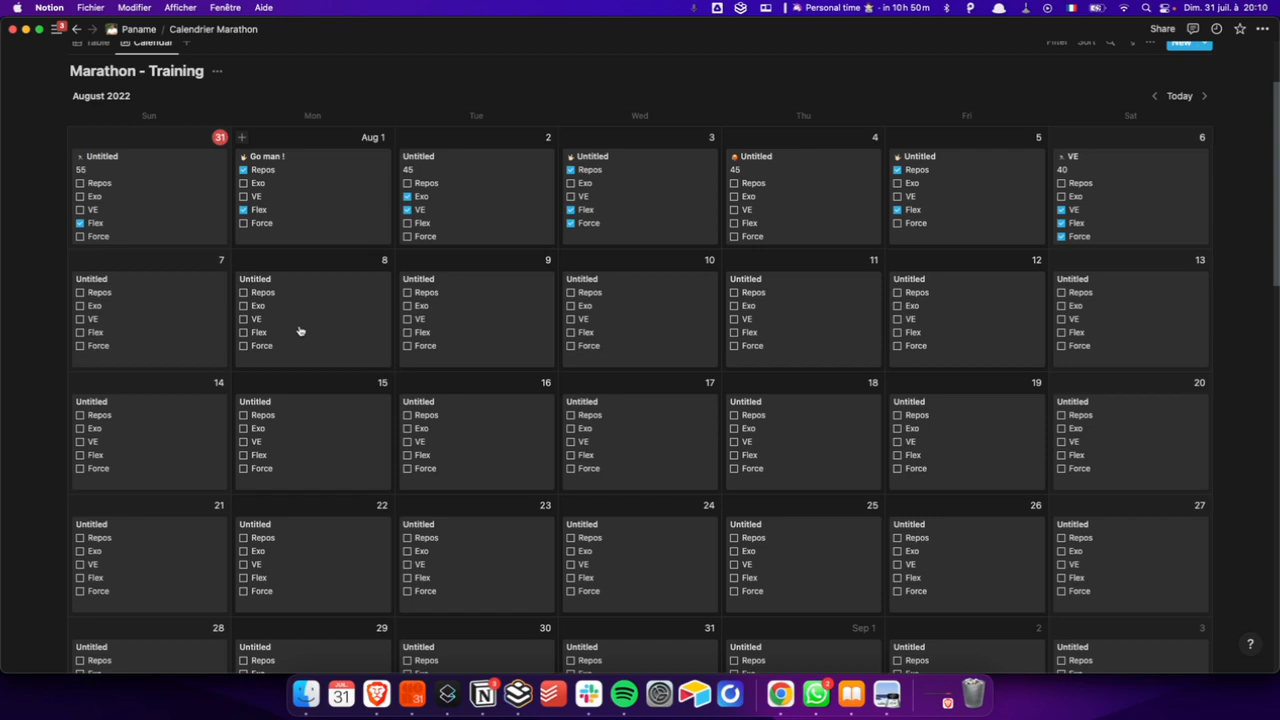 Notion Fichier Modifier Afficher Fenêtre Aide Personal time in 10 h 50 m Dim. 31 juil. à 20:10
3 Paname / Calendrier Marathon Share
Table Calendar Filter Sort New
Marathon - Training
August 2022 Today
Sun Mon Tue Wed Thu Fri Sat
31 Aug 1 2 3 4 5 6
Untitled Go man ! Untitled Untitled Untitled Untitled VE
55 Repos 45 Repos 45 Repos 40
Repos Exo Repos Exo Repos Exo Repos
Exo VE Exo VE Exo VE Exo
VE Flex VE Flex VE Flex VE
Flex Force Flex Force Flex Force Flex
Force Force Force Force
7 8 9 10 11 12 13
Untitled Untitled Untitled Untitled Untitled Untitled Untitled
Repos Repos Repos Repos Repos Repos Repos
Exo Exo Exo Exo Exo Exo Exo
VE VE VE VE VE VE VE
Flex Flex Flex Flex Flex Flex Flex
Force Force Force Force Force Force Force
14 15 16 17 18 19 20
Untitled Untitled Untitled Untitled Untitled Untitled Untitled
Repos Repos Repos Repos Repos Repos Repos
Exo Exo Exo Exo Exo Exo Exo
VE VE VE VE VE VE VE
Flex Flex Flex Flex Flex Flex Flex
Force Force Force Force Force Force Force
21 22 23 24 25 26 27
Untitled Untitled Untitled Untitled Untitled Untitled Untitled
Repos Repos Repos Repos Repos Repos Repos
Exo Exo Exo Exo Exo Exo Exo
VE VE VE VE VE VE VE
Flex Flex Flex Flex Flex Flex Flex
Force Force Force Force Force Force Force
28 29 30 31 Sep 1 2 3
Untitled Untitled Untitled Untitled Untitled Untitled Untitled
Repos Repos Repos Repos Repos Repos Repos
?
JUIL 31 31 3 2